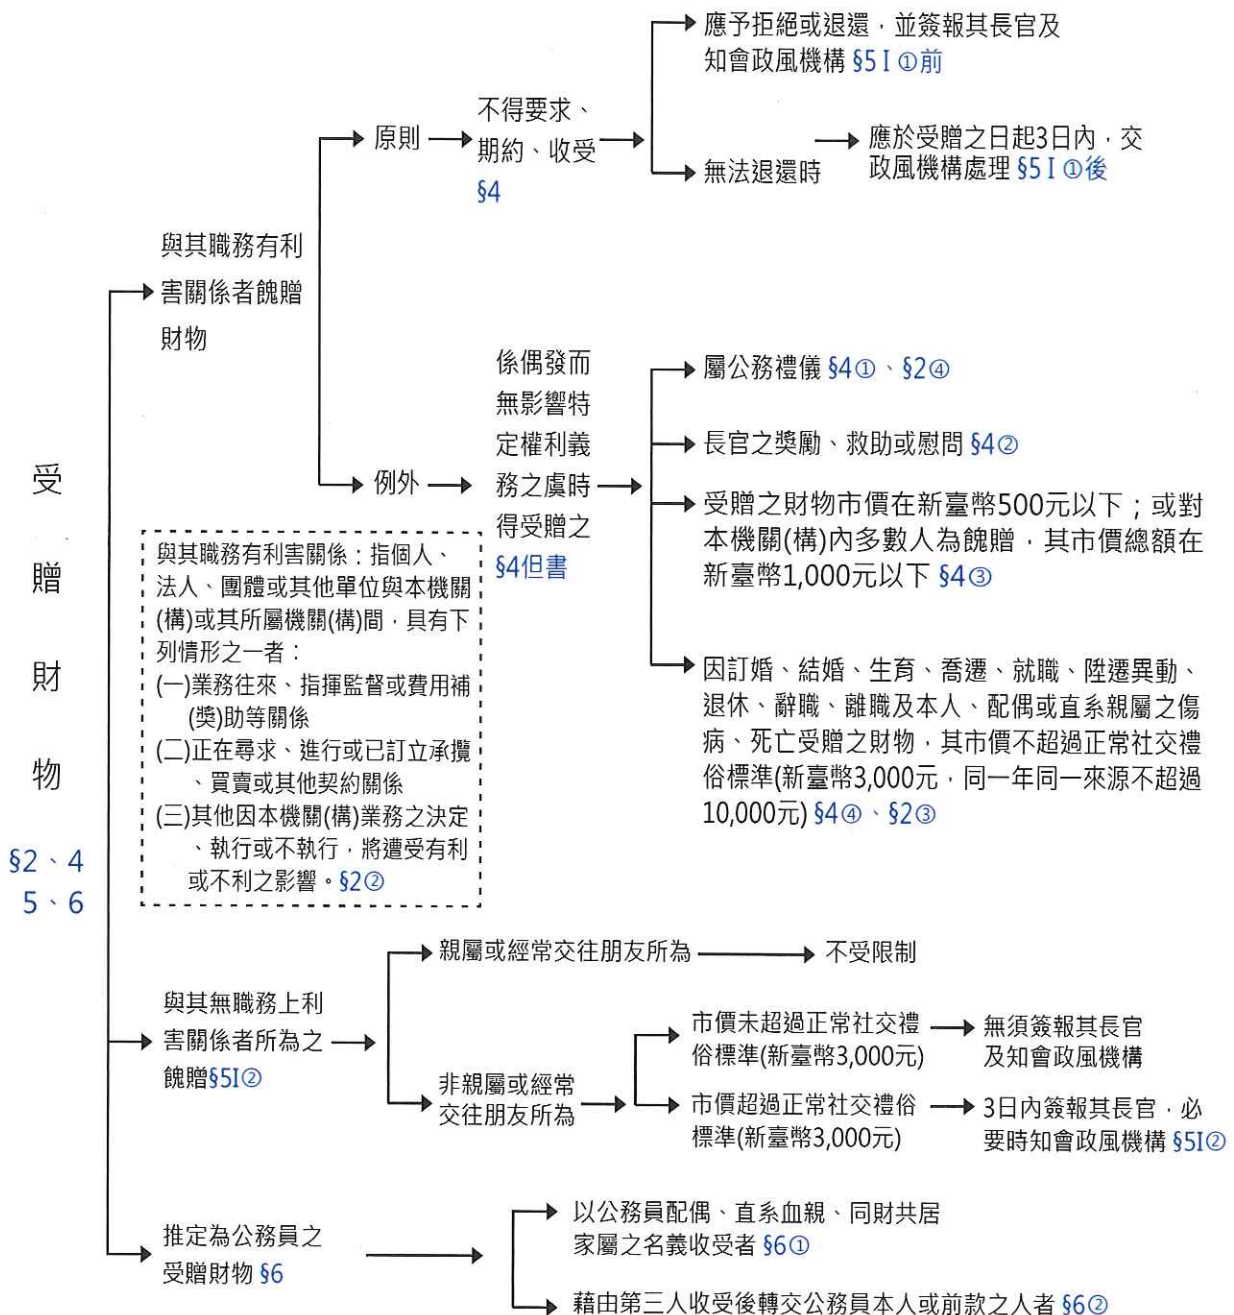 受贈財物
§2、4
5、6
與其職務有利
害關係者餽贈
財物
原則
不得要求、
期約、收受
§4
應予拒絕或退還，並簽報其長官及
知會政風機構 §5 I ①前
無法退還時
應於受贈之日起3日內，交
政風機構處理 §5 I ①後
例外
係偶發而
無影響特
定權利義
務之虞時
得受贈之
§4但書
屬公務禮儀 §4①、§2④
長官之獎勵、救助或慰問 §4②
受贈之財物市價在新臺幣500元以下；或對
本機關(構)內多數人為餽贈，其市價總額在
新臺幣1,000元以下 §4③
因訂婚、結婚、生育、喬遷、就職、陞遷異動、
退休、辭職、離職及本人、配偶或直系親屬之傷
病、死亡受贈之財物，其市價不超過正常社交禮
俗標準(新臺幣3,000元，同一年同一來源不超過
10,000元) §4④、§2③
與其職務有利害關係：指個人、
法人、團體或其他單位與本機關
(構)或其所屬機關(構)間，具有下
列情形之一者：
(一)業務往來、指揮監督或費用補
(獎)助等關係
(二)正在尋求、進行或已訂立承攬
、買賣或其他契約關係
(三)其他因本機關(構)業務之決定
、執行或不執行，將遭受有利
或不利之影響。§2②
與其無職務上利
害關係者所為之
餽贈§5I②
親屬或經常交往朋友所為
不受限制
非親屬或經常
交往朋友所為
市價未超過正常社交禮
俗標準(新臺幣3,000元)
無須簽報其長官
及知會政風機構
市價超過正常社交禮俗
標準(新臺幣3,000元)
3日內簽報其長官，必
要時知會政風機構 §5I②
推定為公務員之
受贈財物 §6
以公務員配偶、直系血親、同財共居
家屬之名義收受者 §6①
藉由第三人收受後轉交公務員本人或前款之人者 §6②